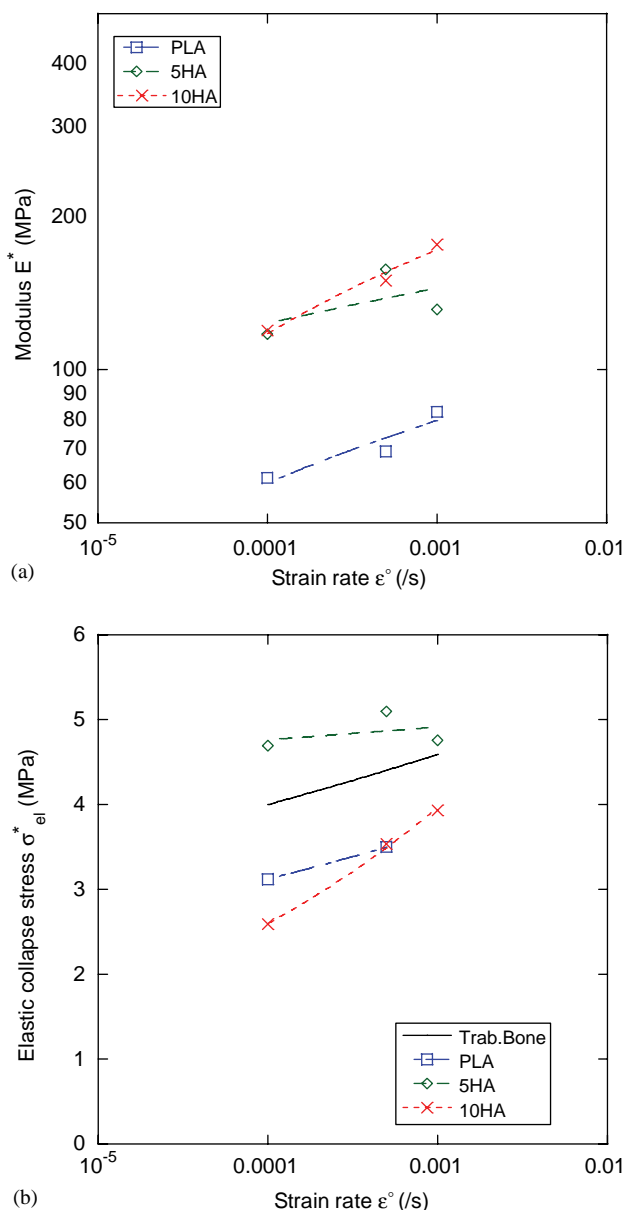 PLA
5HA
10HA
400
300
200
100
90
80
70
60
50
Modulus E* (MPa)
10-5 0.0001 0.001 0.01
Strain rate ε° (/s)
(a)
6
5
4
3
2
1
0
Elastic collapse stress σ*el (MPa)
Trab.Bone
PLA
5HA
10HA
10-5 0.0001 0.001 0.01
Strain rate ε° (/s)
(b)